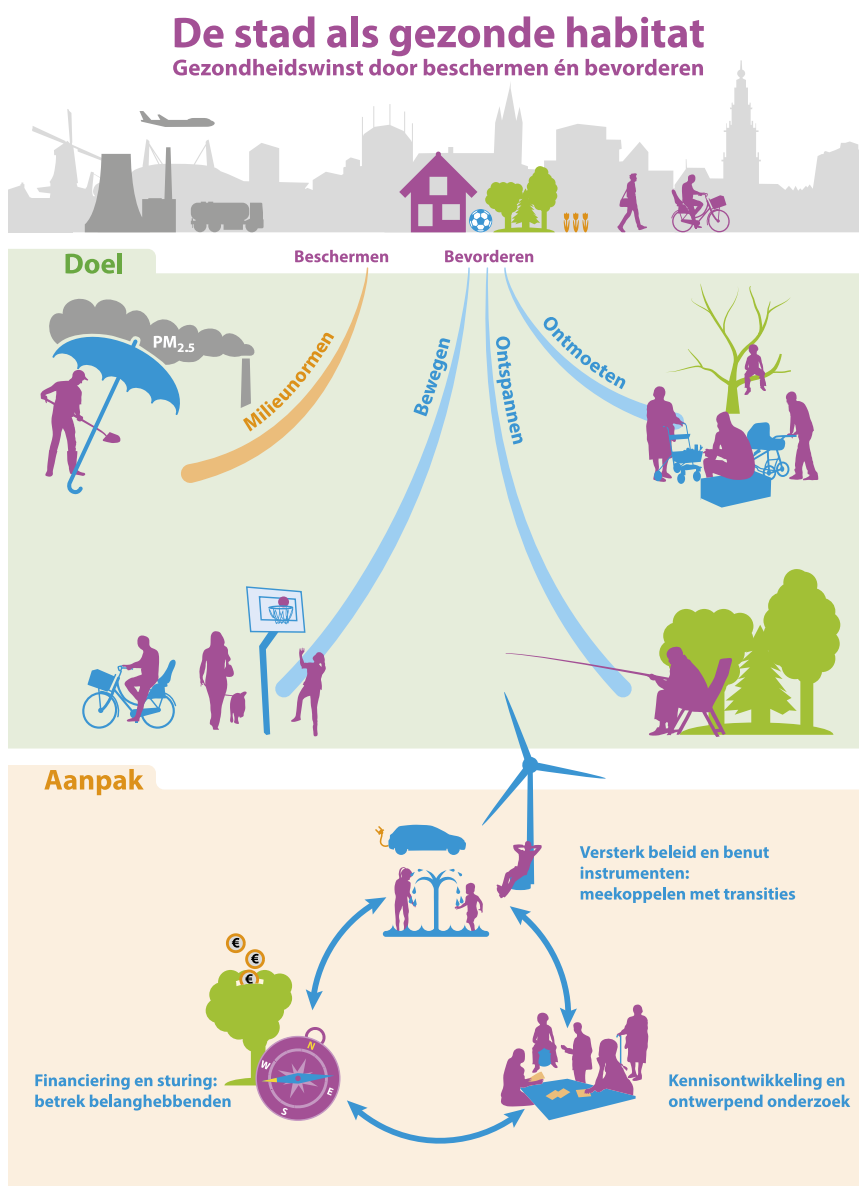 De stad als gezonde habitat
Gezondheidswinst door beschermen én bevorderen
Doel
Beschermen
Bevorderen
PM2.5
Milieunormen
Bewegen
Ontspannen
Ontmoeten
Aanpak
Versterk beleid en benut
instrumenten:
meekoppelen met transities
€
€
€
N
W
E
S
Financiering en sturing:
betrek belanghebbenden
Kennisontwikkeling en
ontwerpend onderzoek